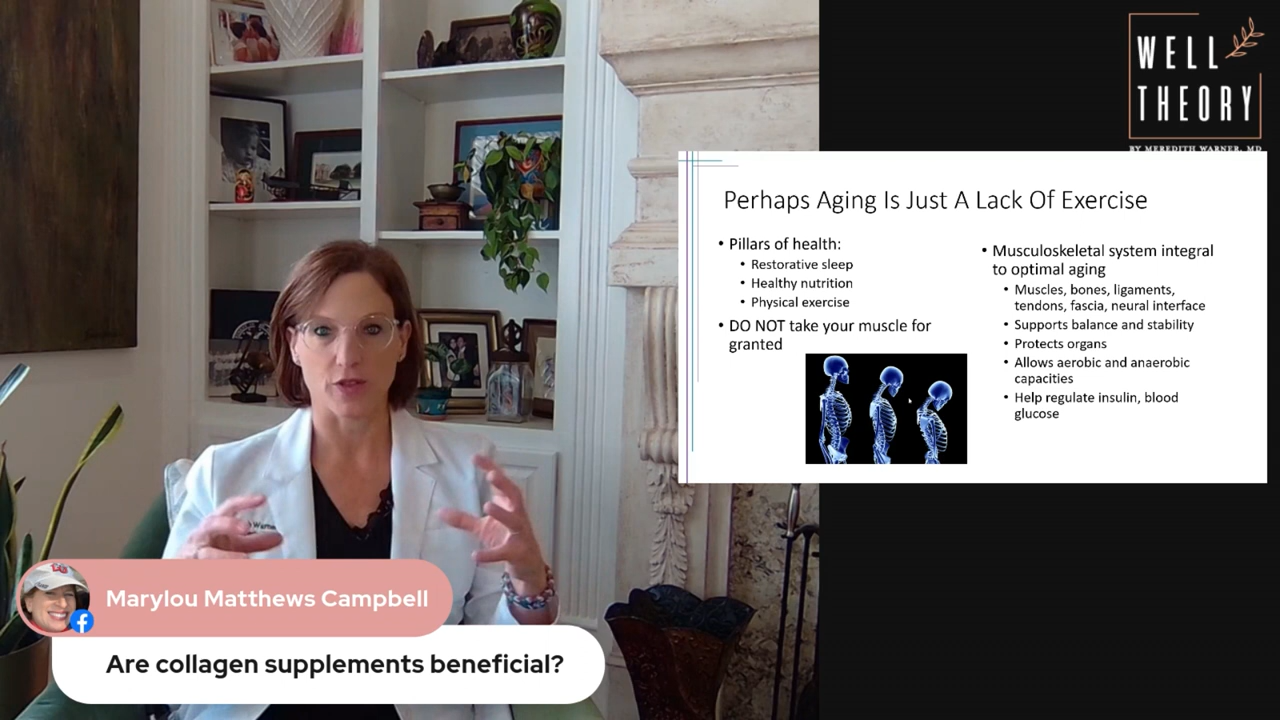 WELL
THEORY
BY MEREDITH WARNER, MD
Perhaps Aging Is Just A Lack Of Exercise
• Pillars of health:
• Restorative sleep
• Healthy nutrition
• Physical exercise
• DO NOT take your muscle for
granted
• Musculoskeletal system integral
to optimal aging
• Muscles, bones, ligaments,
tendons, fascia, neural interface
• Supports balance and stability
• Protects organs
• Allows aerobic and anaerobic
capacities
• Help regulate insulin, blood
glucose
Marylou Matthews Campbell
Are collagen supplements beneficial?